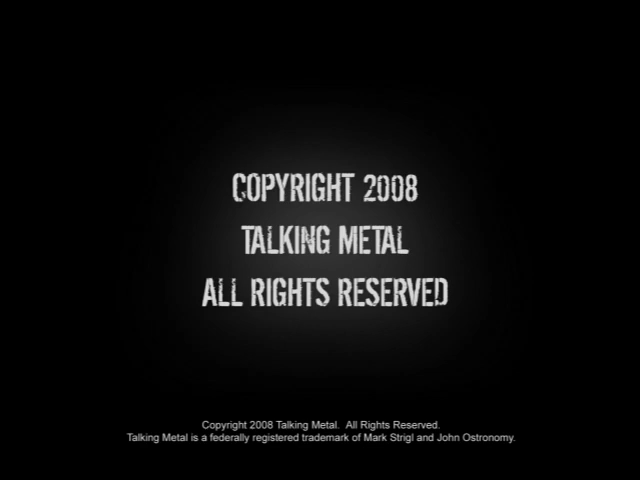 COPYRIGHT 2008
TALKING METAL
ALL RIGHTS RESERVED
Copyright 2008 Talking Metal.  All Rights Reserved.
Talking Metal is a federally registered trademark of Mark Strigl and John Ostronomy.